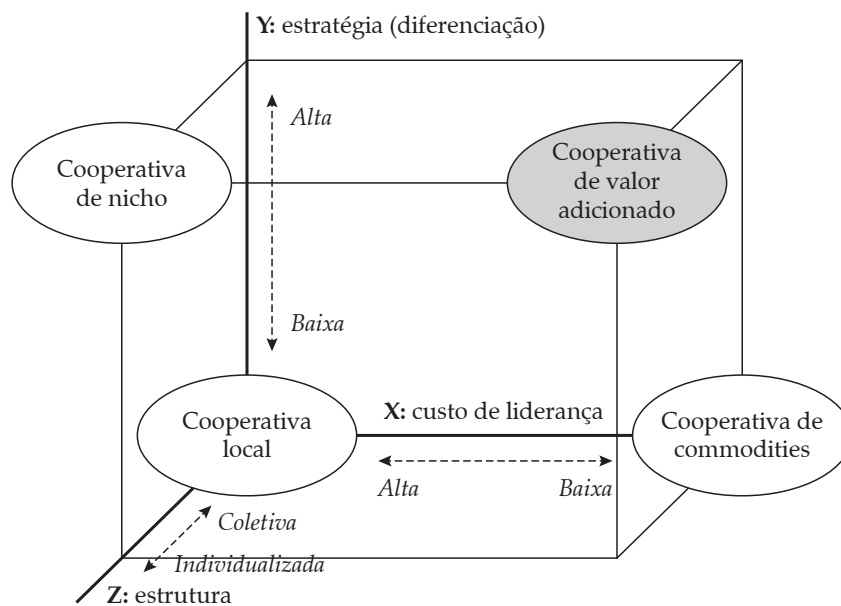 Y: estratégia (diferenciação)
Alta
Cooperativa
de nicho
Cooperativa
de valor
adicionado
Baixa
Cooperativa
local
X: custo de liderança
Cooperativa de
commodities
Alta
Baixa
Coletiva
Individualizada
Z: estrutura